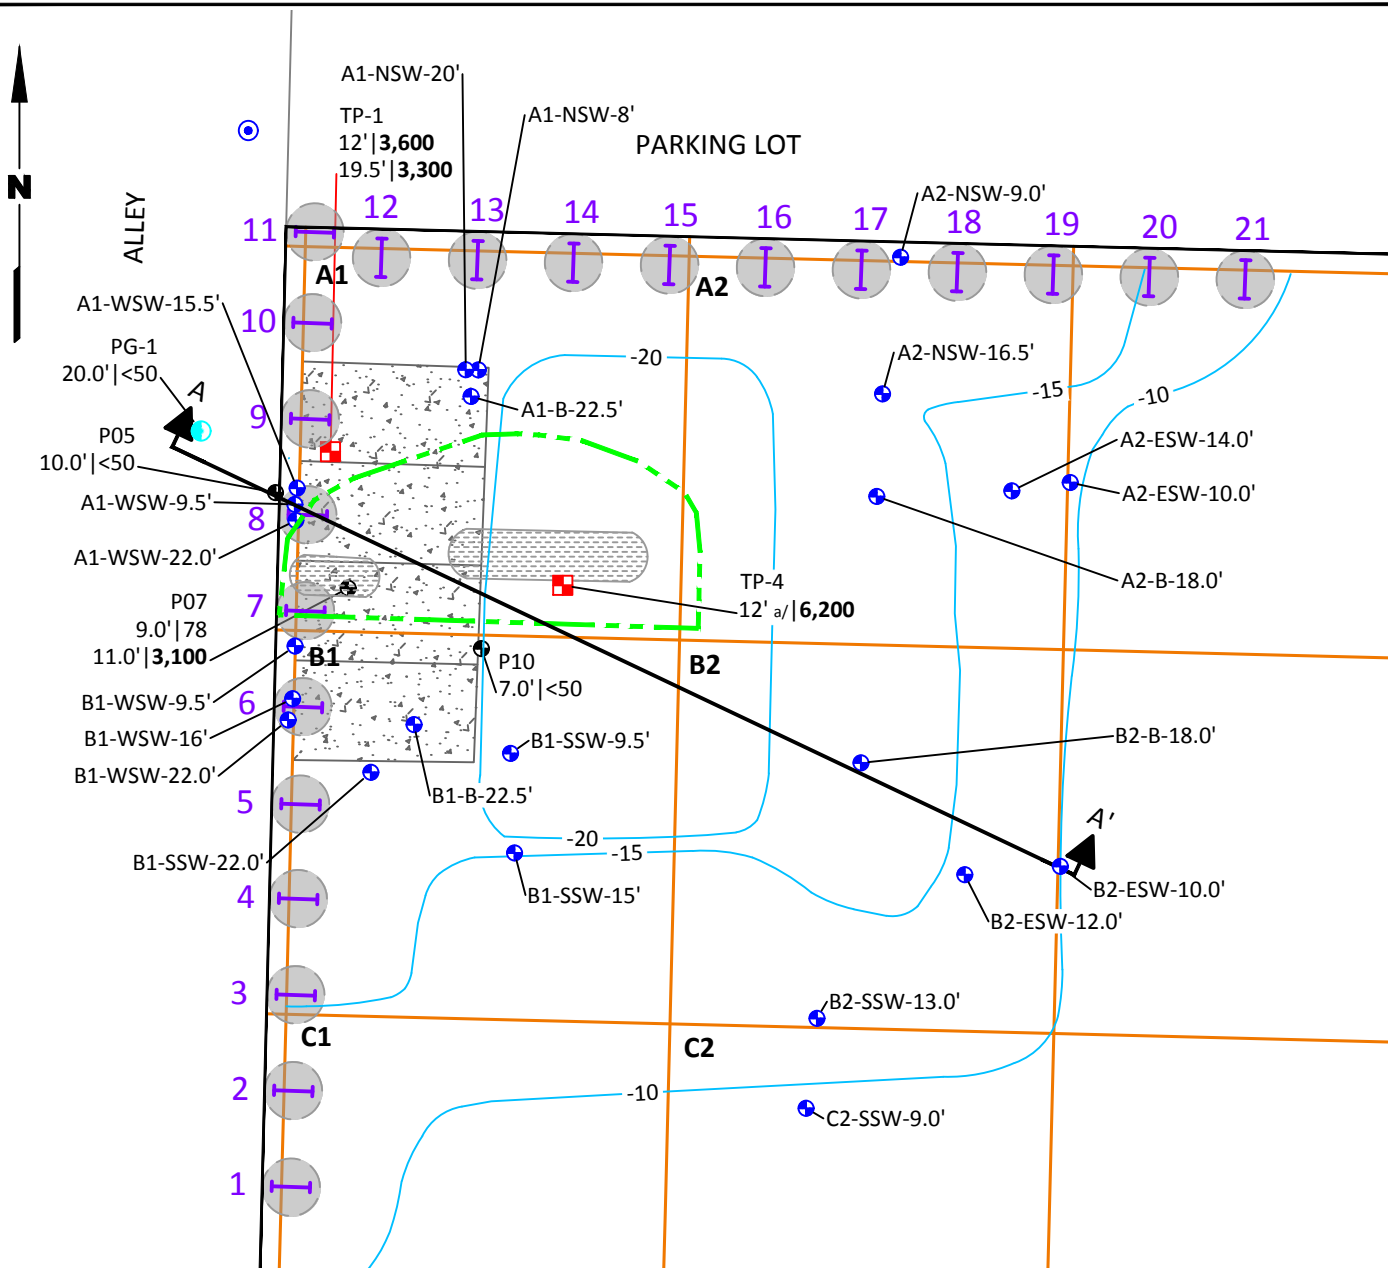 A1-NSW-20'
TP-1
12'|3,600
19.5'|3,300
A1-NSW-8'
PARKING LOT
N
ALLEY
A2-NSW-9.0'
11
12
13
14
15
16
17
18
19
20
21
A1
A2
A1-WSW-15.5'
10
PG-1
20.0'|<50
A
-20
A2-NSW-16.5'
-15
-10
9
A1-B-22.5'
P05
10.0'|<50
A2-ESW-14.0'
A1-WSW-9.5'
A2-ESW-10.0'
8
A1-WSW-22.0'
TP-4
12' a/|6,200
A2-B-18.0'
P07
9.0'|78
11.0'|3,100
7
B1
B2
P10
7.0'|<50
B1-WSW-9.5'
6
B1-WSW-16'
B1-SSW-9.5'
B2-B-18.0'
B1-WSW-22.0'
B1-B-22.5'
5
A'
-20
-15
B1-SSW-22.0'
4
B1-SSW-15'
B2-ESW-10.0'
B2-ESW-12.0'
3
B2-SSW-13.0'
C1
C2
2
-10
C2-SSW-9.0'
1